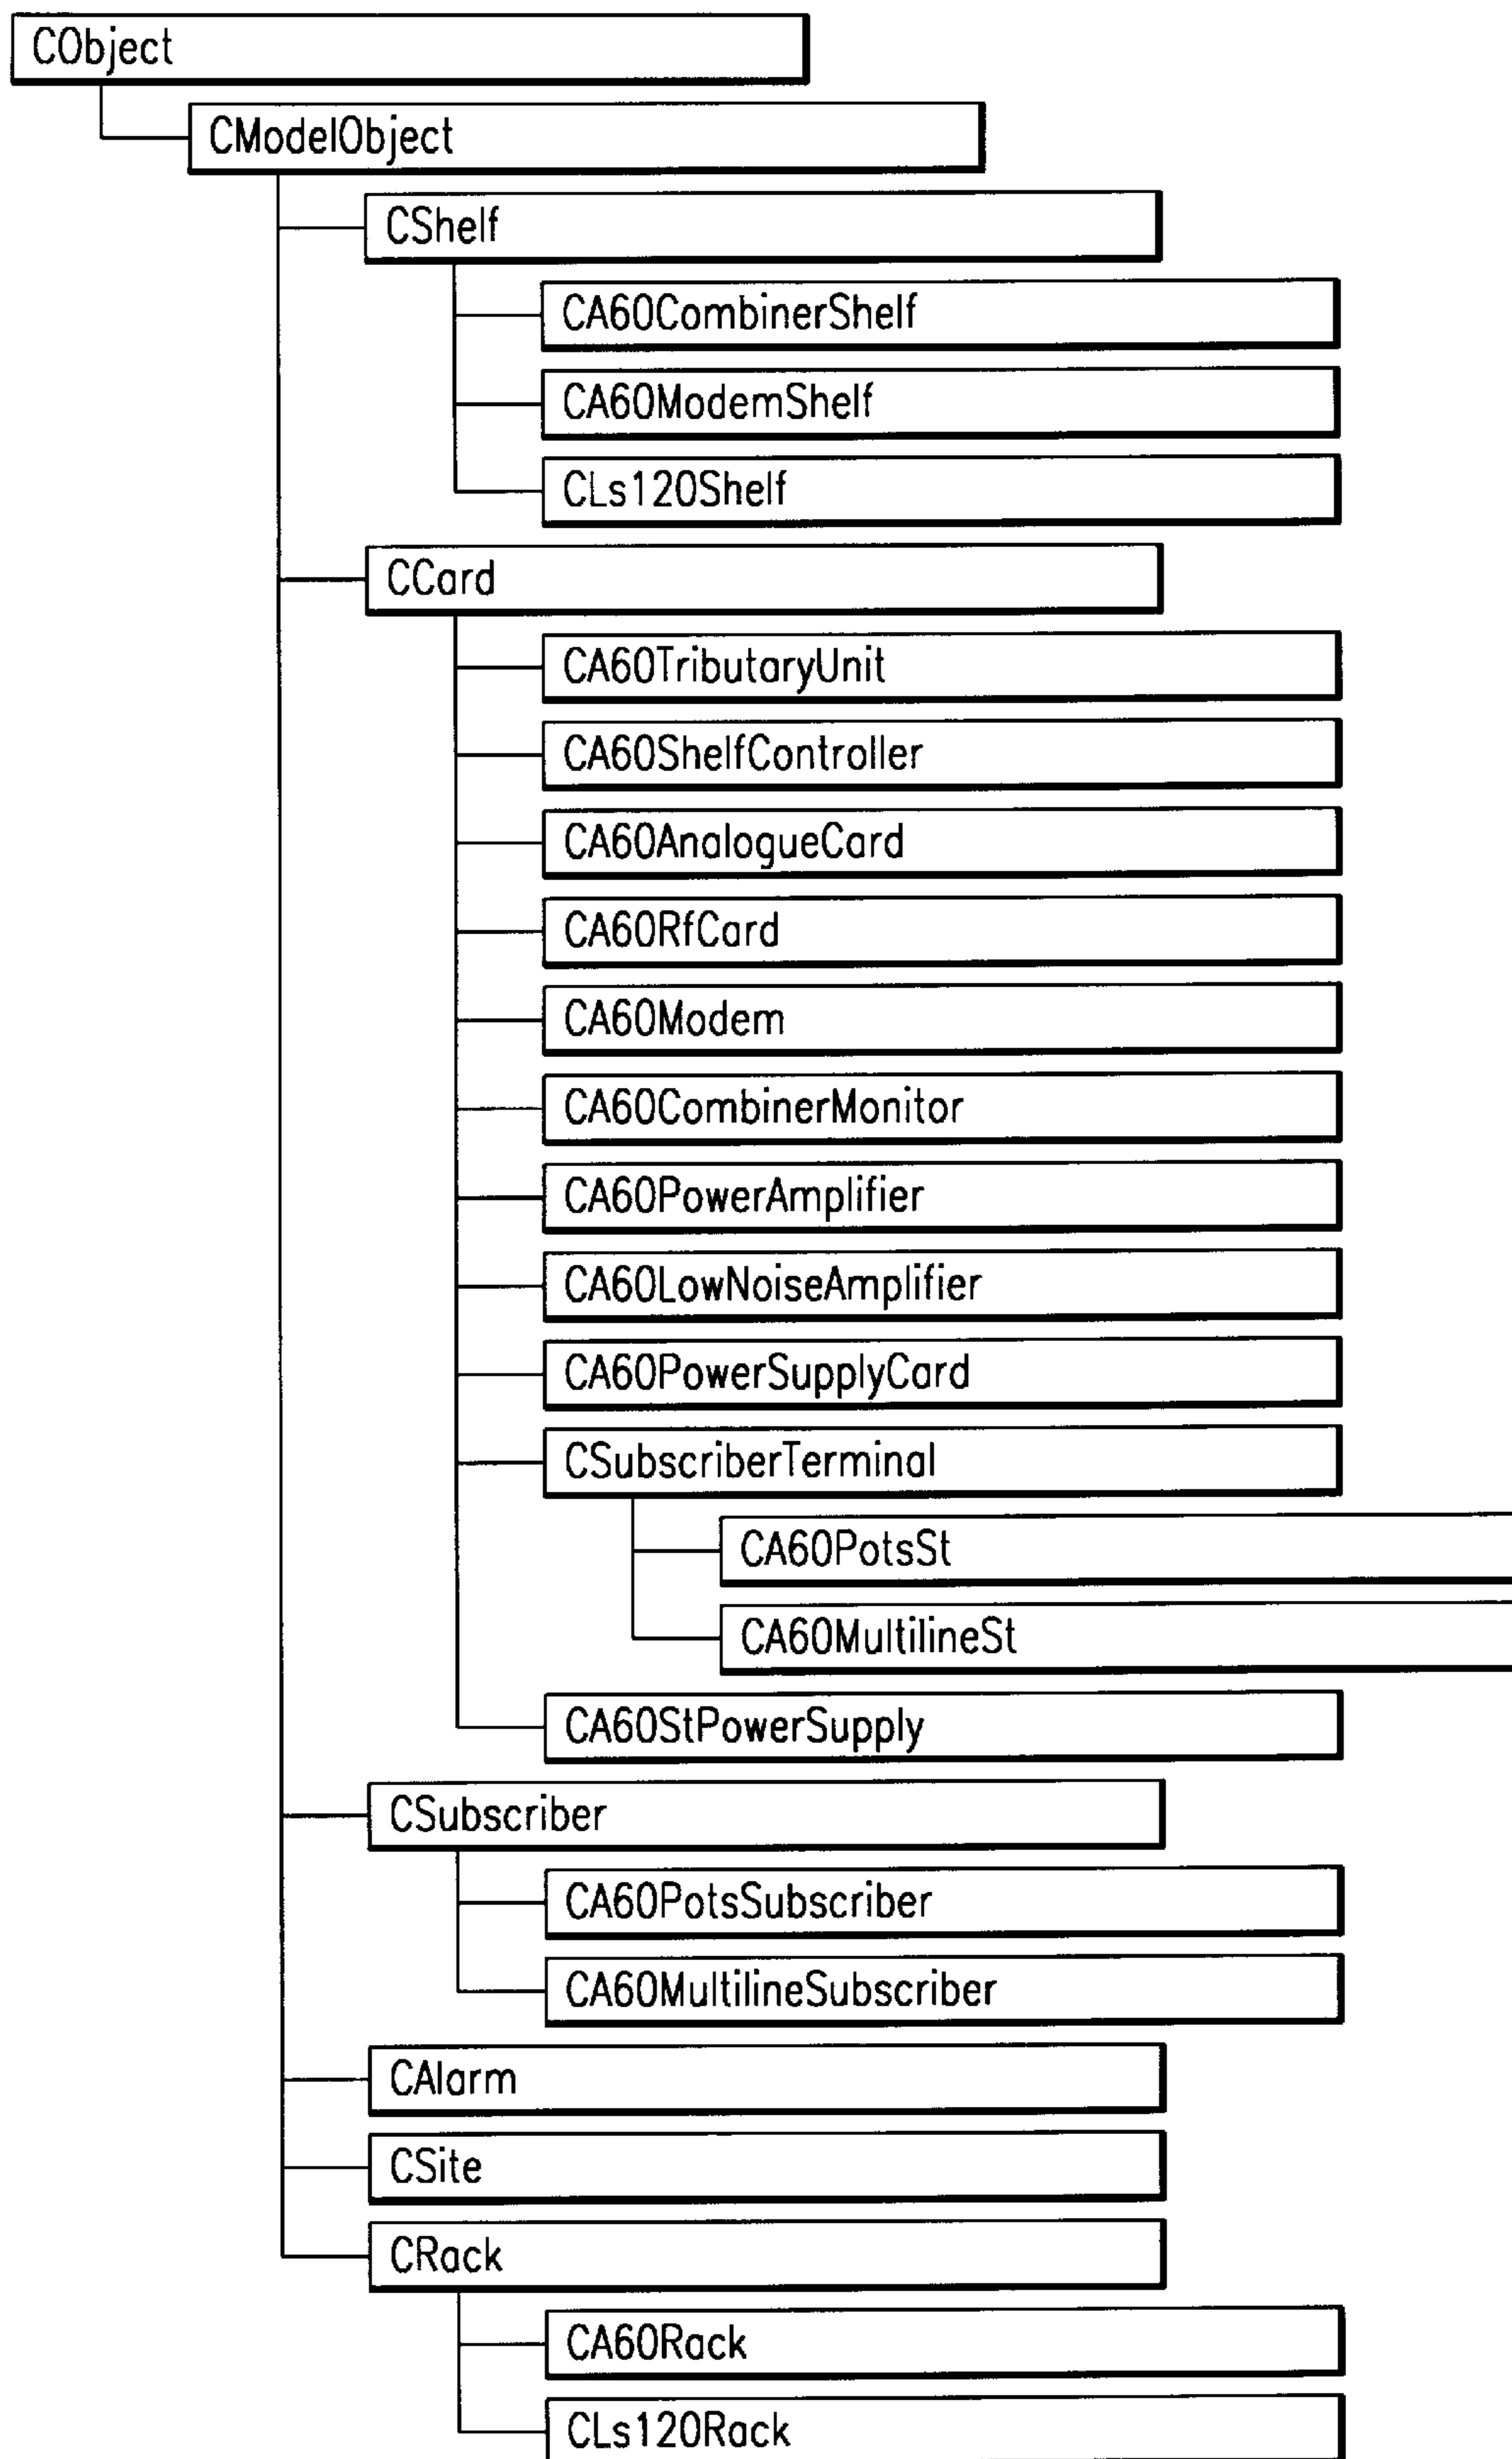 CObject
CModelObject
CShelf
CA60CombinerShelf
CA60ModemShelf
CLs120Shelf
CCard
CA60TributaryUnit
CA60ShelfController
CA60AnalogueCard
CA60RfCard
CA60Modem
CA60CombinerMonitor
CA60PowerAmplifier
CA60LowNoiseAmplifier
CA60PowerSupplyCard
CSubscriberTerminal
CA60PotsSt
CA60MultilineSt
CA60StPowerSupply
CSubscriber
CA60PotsSubscriber
CA60MultilineSubscriber
CAlarm
CSite
CRack
CA60Rack
CLs120Rack